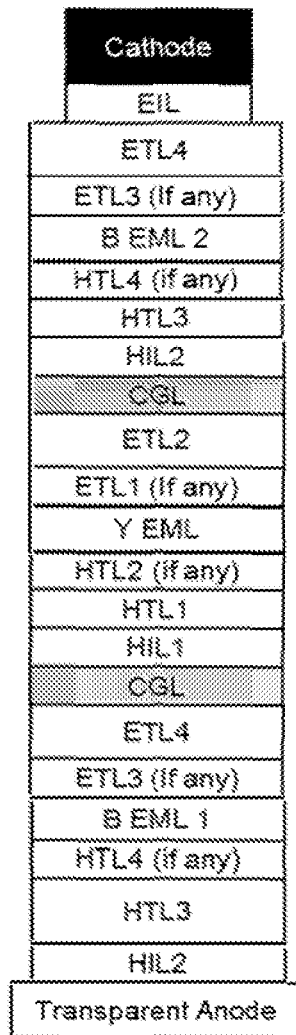 Cathode
EIL
ETL4
ETL3 (If any)
B EML 2
HTL4 (if any)
HTL3
HIL2
CGL
ETL2
ETL1 (If any)
Y EML
HTL2 (if any)
HTL1
HIL1
CGL
ETL4
ETL3 (If any)
B EML 1
HTL4 (if any)
HTL3
HIL2
Transparent Anode